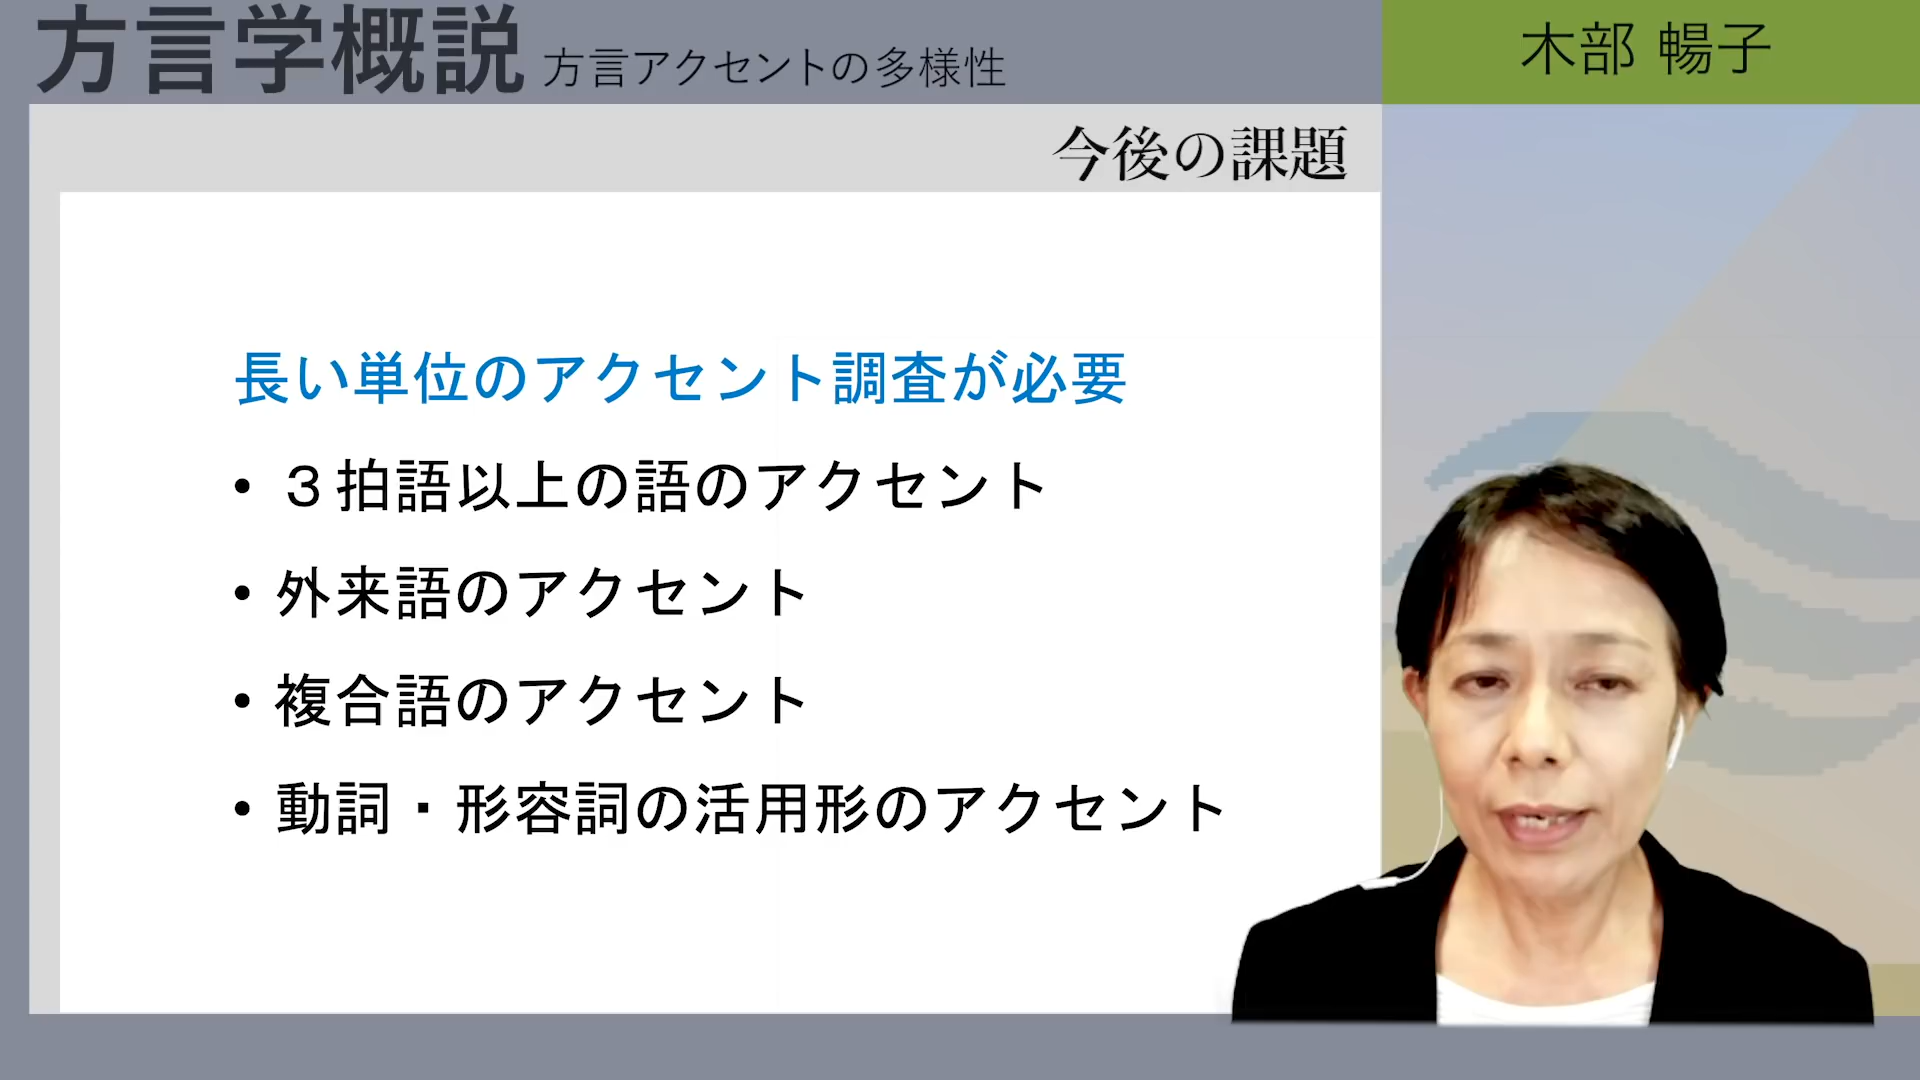 方言学概説 方言アクセントの多様性
木部 暢子
今後の課題
長い単位のアクセント調査が必要
• ３拍語以上の語のアクセント
• 外来語のアクセント
• 複合語のアクセント
• 動詞・形容詞の活用形のアクセント